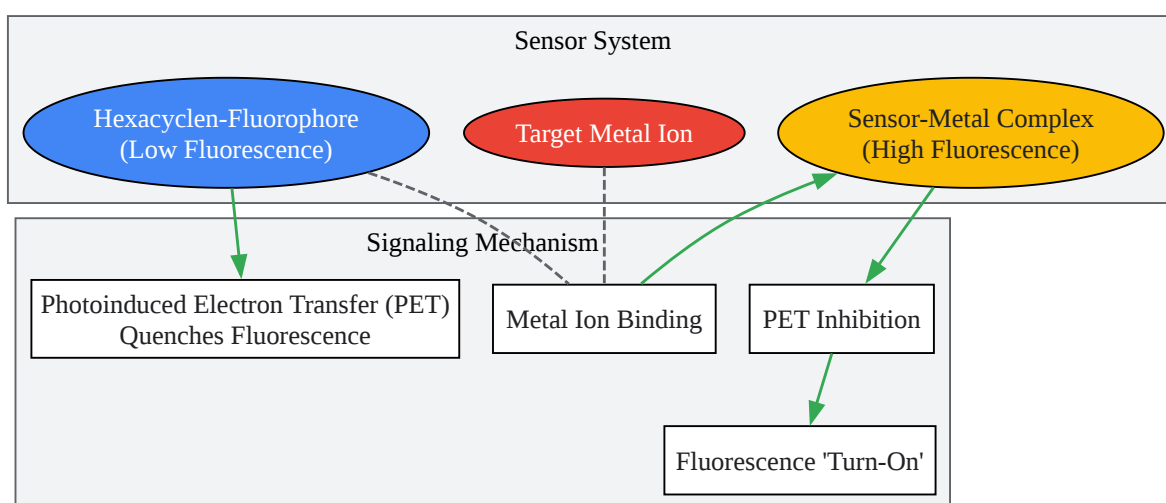 Sensor System
Hexacyclen-Fluorophore
(Low Fluorescence)
Target Metal Ion
Sensor-Metal Complex
(High Fluorescence)
Signaling Mechanism
Photoinduced Electron Transfer (PET)
Quenches Fluorescence
Metal Ion Binding
PET Inhibition
Fluorescence 'Turn-On'